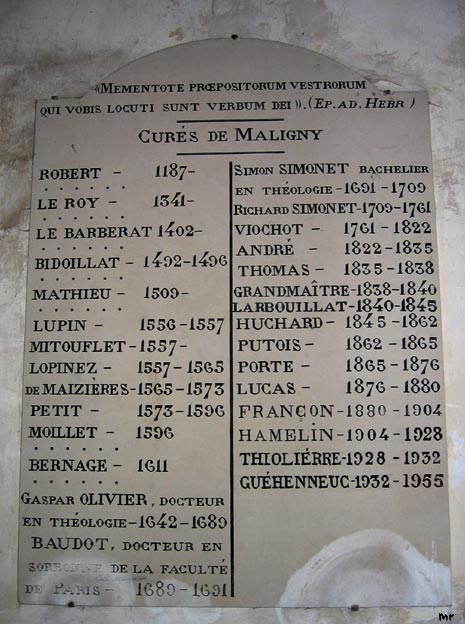 «MEMENTOTE PRŒPOSITORUM VESTRORUM
QUI VOBIS LOCUTI SUNT VERBUM DEI». (EP. AD. HEBR)
CURÉS DE MALIGNY
ROBERT - 1187-
LE ROY - 1341-
LE BARBERAT 1402-
BIDOILLAT - 1492-1496
MATHIEU - 1509-
LUPIN - 1556-1557
MITOUFLET - 1557-
LOPINEZ - 1557-1565
DE MAIZIÈRES - 1565-1573
PETIT - 1573-1596
MOILLET - 1596
BERNAGE - 1611
GASPAR OLIVIER, DOCTEUR
EN THÉOLOGIE - 1642-1689
BAUDOT, DOCTEUR EN
SORBONNE DE LA FACULTÉ
DE PARIS - 1689-1691
SIMON SIMONET BACHELIER
EN THÉOLOGIE - 1691-1709
RICHARD SIMONET - 1709-1761
VIOCHOT - 1761-1822
ANDRÉ - 1822-1835
THOMAS - 1835-1838
GRANDMAÎTRE - 1838-1840
LARBOUILLAT - 1840-1845
HUCHARD - 1845-1862
PUTOIS - 1862-1865
PORTE - 1865-1876
LUCAS - 1876-1880
FRANÇON - 1880-1904
HAMELIN - 1904-1928
THIOLIÉRRE - 1928-1932
GUÉHENNEUC - 1932-1955
mr